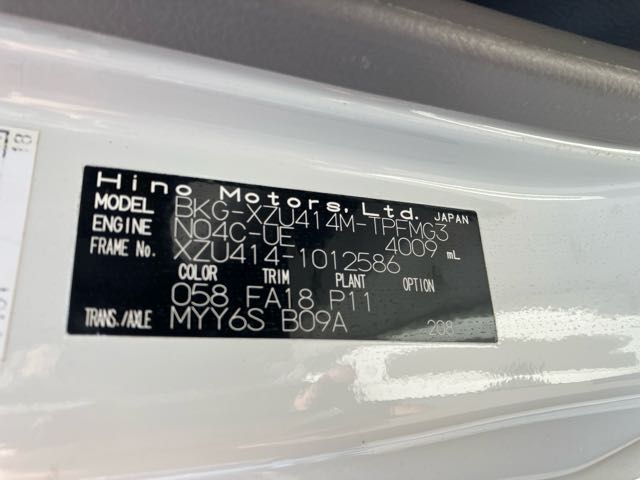 Hino Motors, Ltd. JAPAN
MODEL BKG-XZU414M-TPFMG3
ENGINE N04C-UE 4009 mL
FRAME No. XZU414-1012586
COLOR TRIM PLANT OPTION
058 FA18 P11
TRANS./AXLE MYY6S B09A 208
18